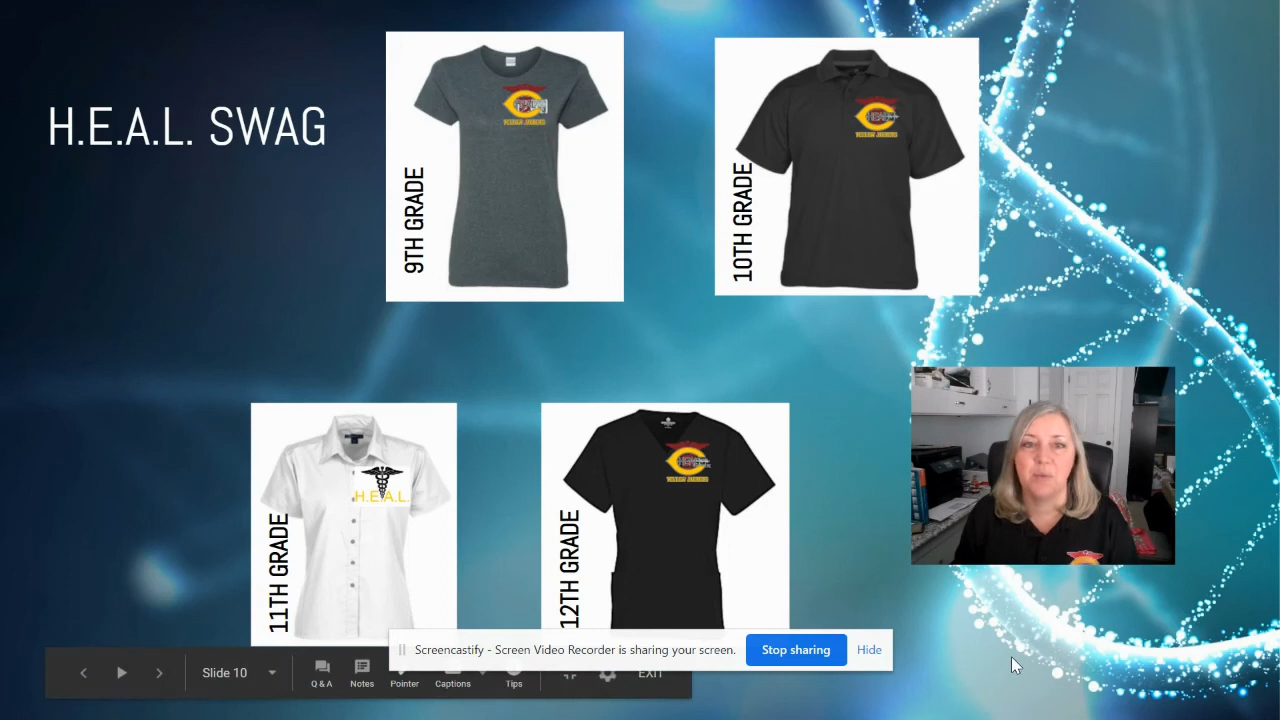 H.E.A.L. SWAG
9TH GRADE
10TH GRADE
11TH GRADE
H.E.A.L.
12TH GRADE
Screencastify - Screen Video Recorder is sharing your screen.
Stop sharing
Hide
Slide 10
Q & A
Notes
Pointer
Captions
Tips
EXIT